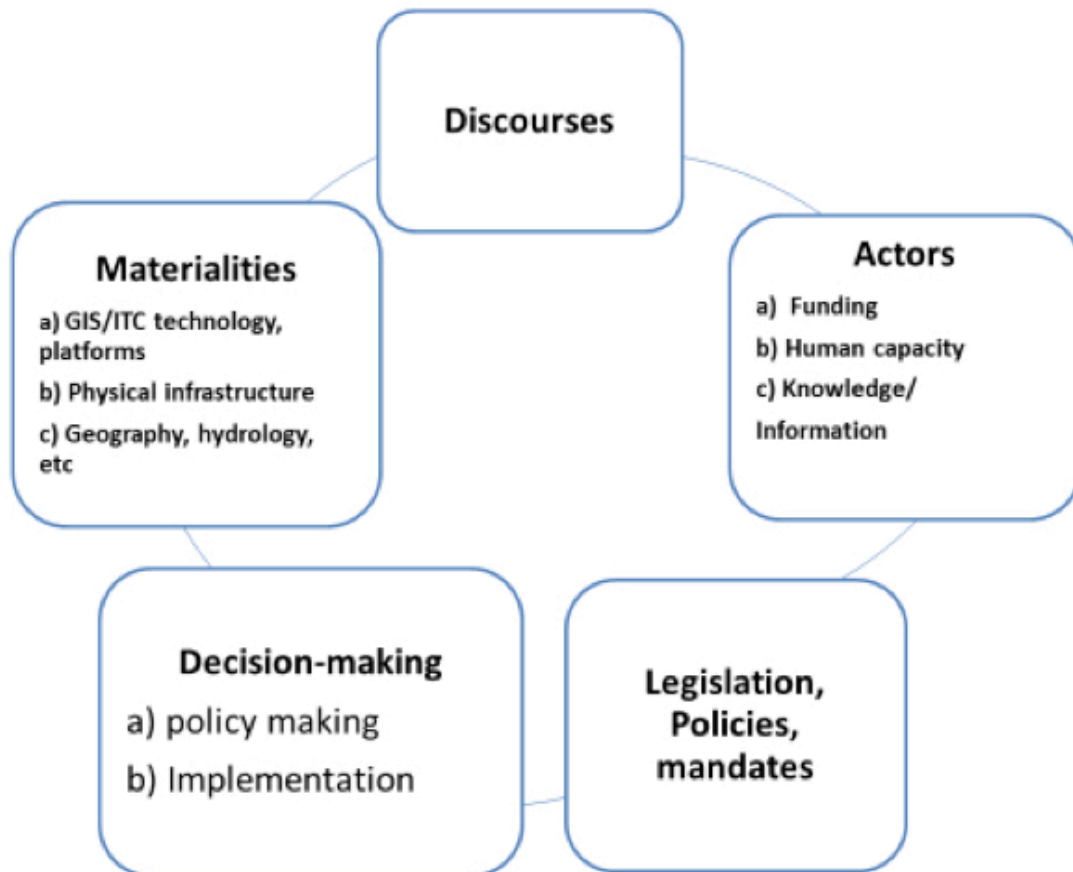 Discourses
Materialities
a) GIS/ITC technology,
platforms
b) Physical infrastructure
c) Geography, hydrology,
etc
Actors
a) Funding
b) Human capacity
c) Knowledge/
Information
Decision-making
a) policy making
b) Implementation
Legislation,
Policies,
mandates